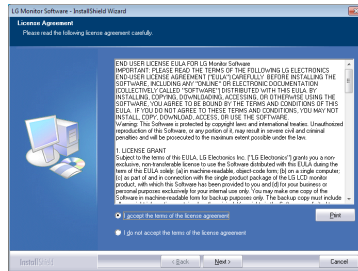 LG Monitor Software - InstallShield Wizard
License Agreement
Please read the following license agreement carefully.
END USER LICENSE EULA FOR LG Monitor Software
IMPORTANT: PLEASE READ THE TERMS OF THE FOLLOWING LG ELECTRONICS
END-USER LICENSE AGREEMENT ("EULA") CAREFULLY BEFORE INSTALLING THE
SOFTWARE, INCLUDING ANY "ONLINE" OR ELECTRONIC DOCUMENTATION
(COLLECTIVELY CALLED "SOFTWARE") DISTRIBUTED WITH THIS EULA. BY
INSTALLING, COPYING, DOWNLOADING, ACCESSING, OR OTHERWISE USING THE
SOFTWARE, YOU AGREE TO BE BOUND BY THE TERMS AND CONDITIONS OF THIS
EULA. IF YOU DO NOT AGREE TO THESE TERMS AND CONDITIONS, YOU MAY NOT
INSTALL, COPY, DOWNLOAD, ACCESS, OR USE THE SOFTWARE.
Warning: This Software is protected by copyright laws and international treaties. Unauthorized
reproduction of this Software, or any portion of it, may result in severe civil and criminal
penalties and will be prosecuted to the maximum extent possible under the law.
1. LICENSE GRANT
Subject to the terms of this EULA, LG Electronics Inc. ("LG Electronics") grants you a non-
exclusive, non-transferable license to use the Software distributed with this EULA during the
term of this EULA solely: (a) in machine-readable, object-code form; (b) on a single computer;
(c) as part of and in connection with the single product package of the LG LCD monitor
product, with which this Software has been provided to you and (d) for your business or
personal purposes exclusively for your internal use only. You may make one copy of the
Software in machine-readable form for backup purposes only. The backup copy must include
I accept the terms of the license agreement
Print
I do not accept the terms of the license agreement
InstallShield
< Back
Next >
Cancel